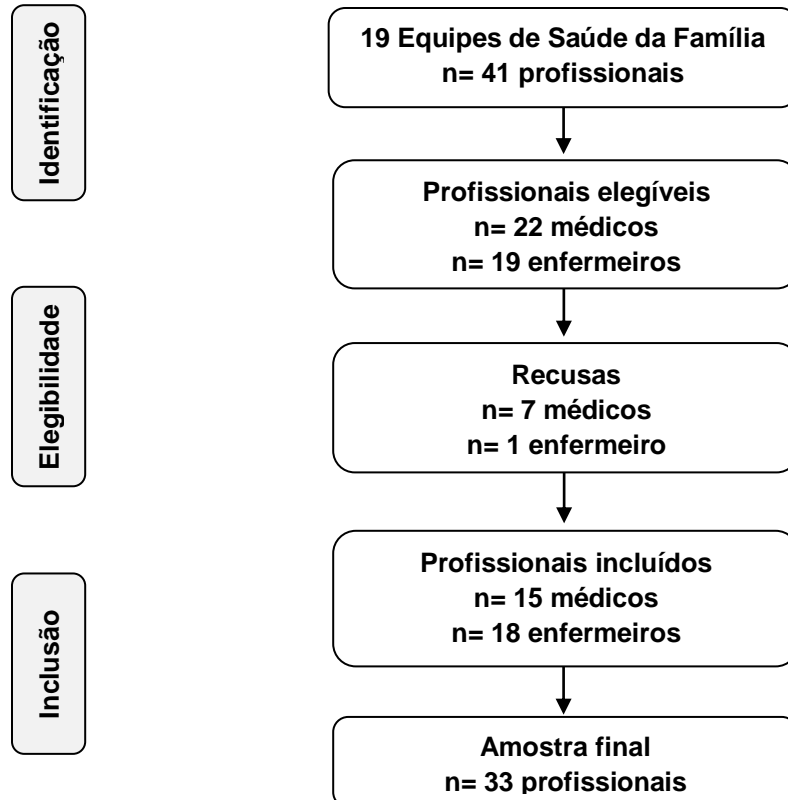 Identificação
19 Equipes de Saúde da Família
n= 41 profissionais
Profissionais elegíveis
n= 22 médicos
n= 19 enfermeiros
Elegibilidade
Recusas
n= 7 médicos
n= 1 enfermeiro
Inclusão
Profissionais incluídos
n= 15 médicos
n= 18 enfermeiros
Amostra final
n= 33 profissionais